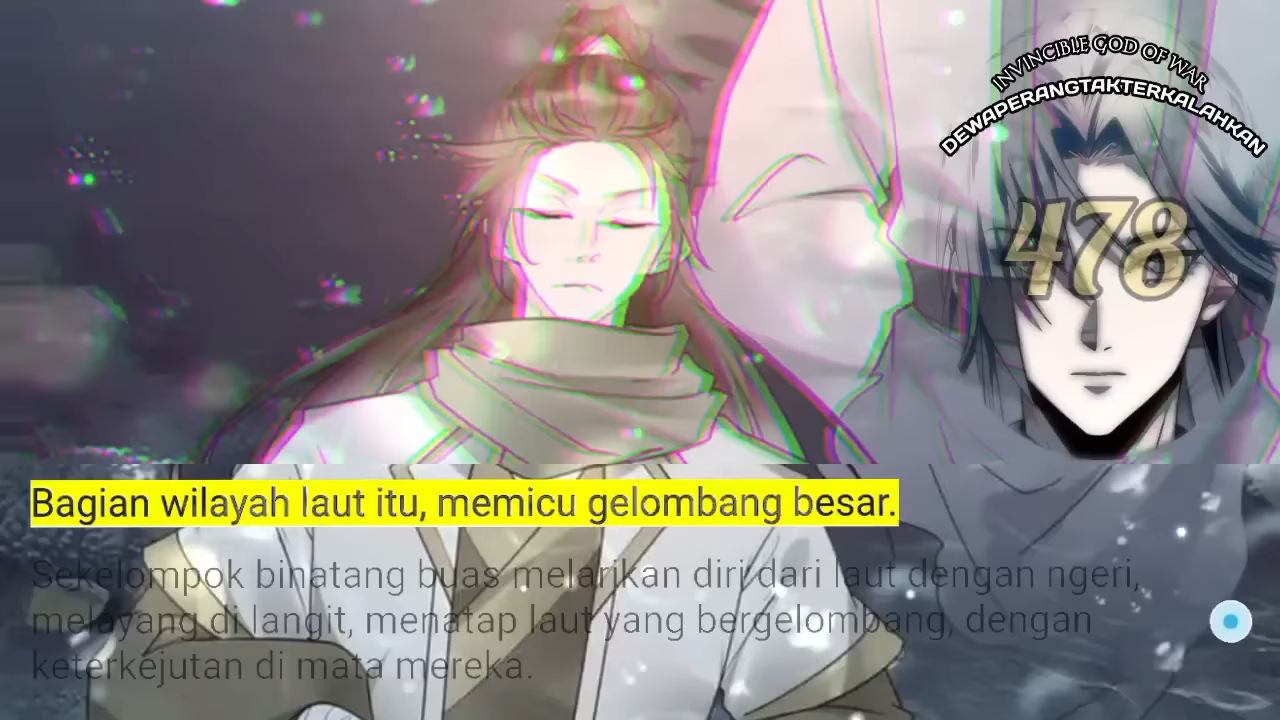 INVINCIBLE GOD OF WAR
DEWAPERANGTAKTERKALAHKAN
478
Bagian wilayah laut itu, memicu gelombang besar.
Sekelompok binatang buas melarikan diri dari laut dengan ngeri,
melayang di langit, menatap laut yang bergelombang, dengan
keterkejutan di mata mereka.